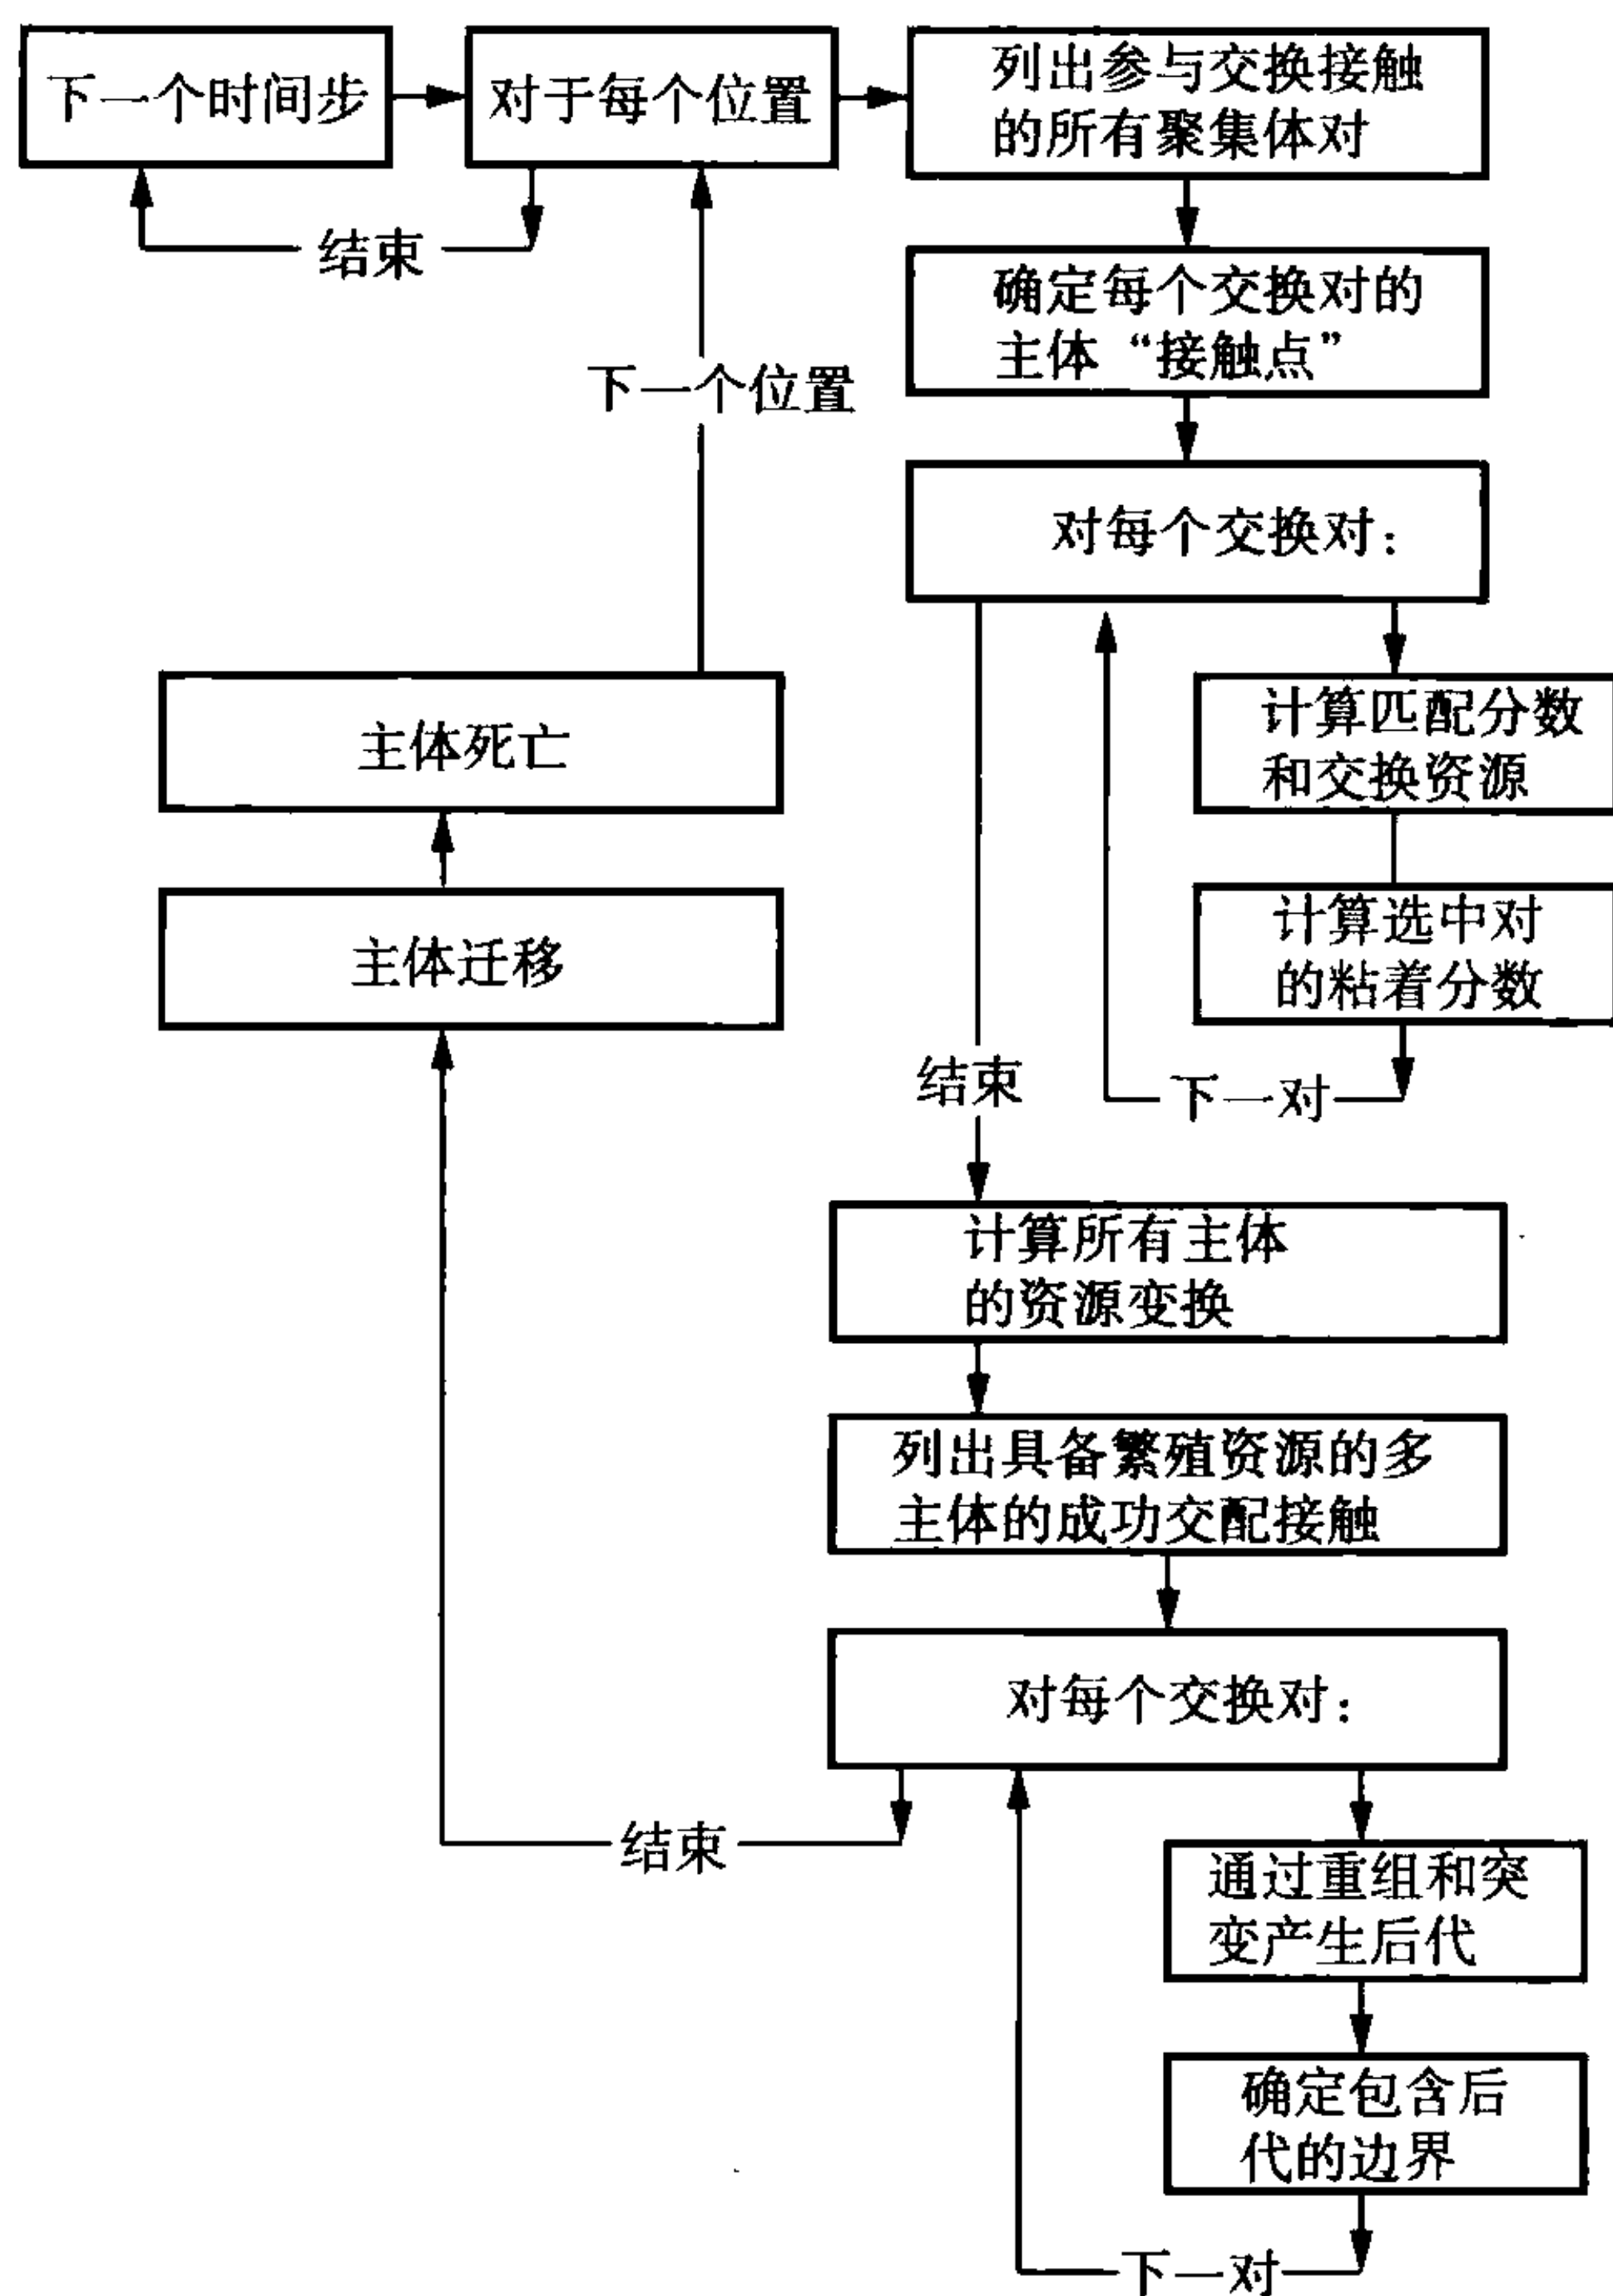 下一个时间步
对于每个位置
列出参与交换接触
的所有聚集体对
结束
确定每个交换对的
主体“接触点”
下一个位置
对每个交换对：
计算匹配分数
和交换资源
主体死亡
计算选中对
的粘着分数
主体迁移
结束
下一对
计算所有主体
的资源变换
列出具备繁殖资源的多
主体的成功交配接触
对每个交换对：
结束
通过重组和突
变产生后代
确定包含后
代的边界
下一对